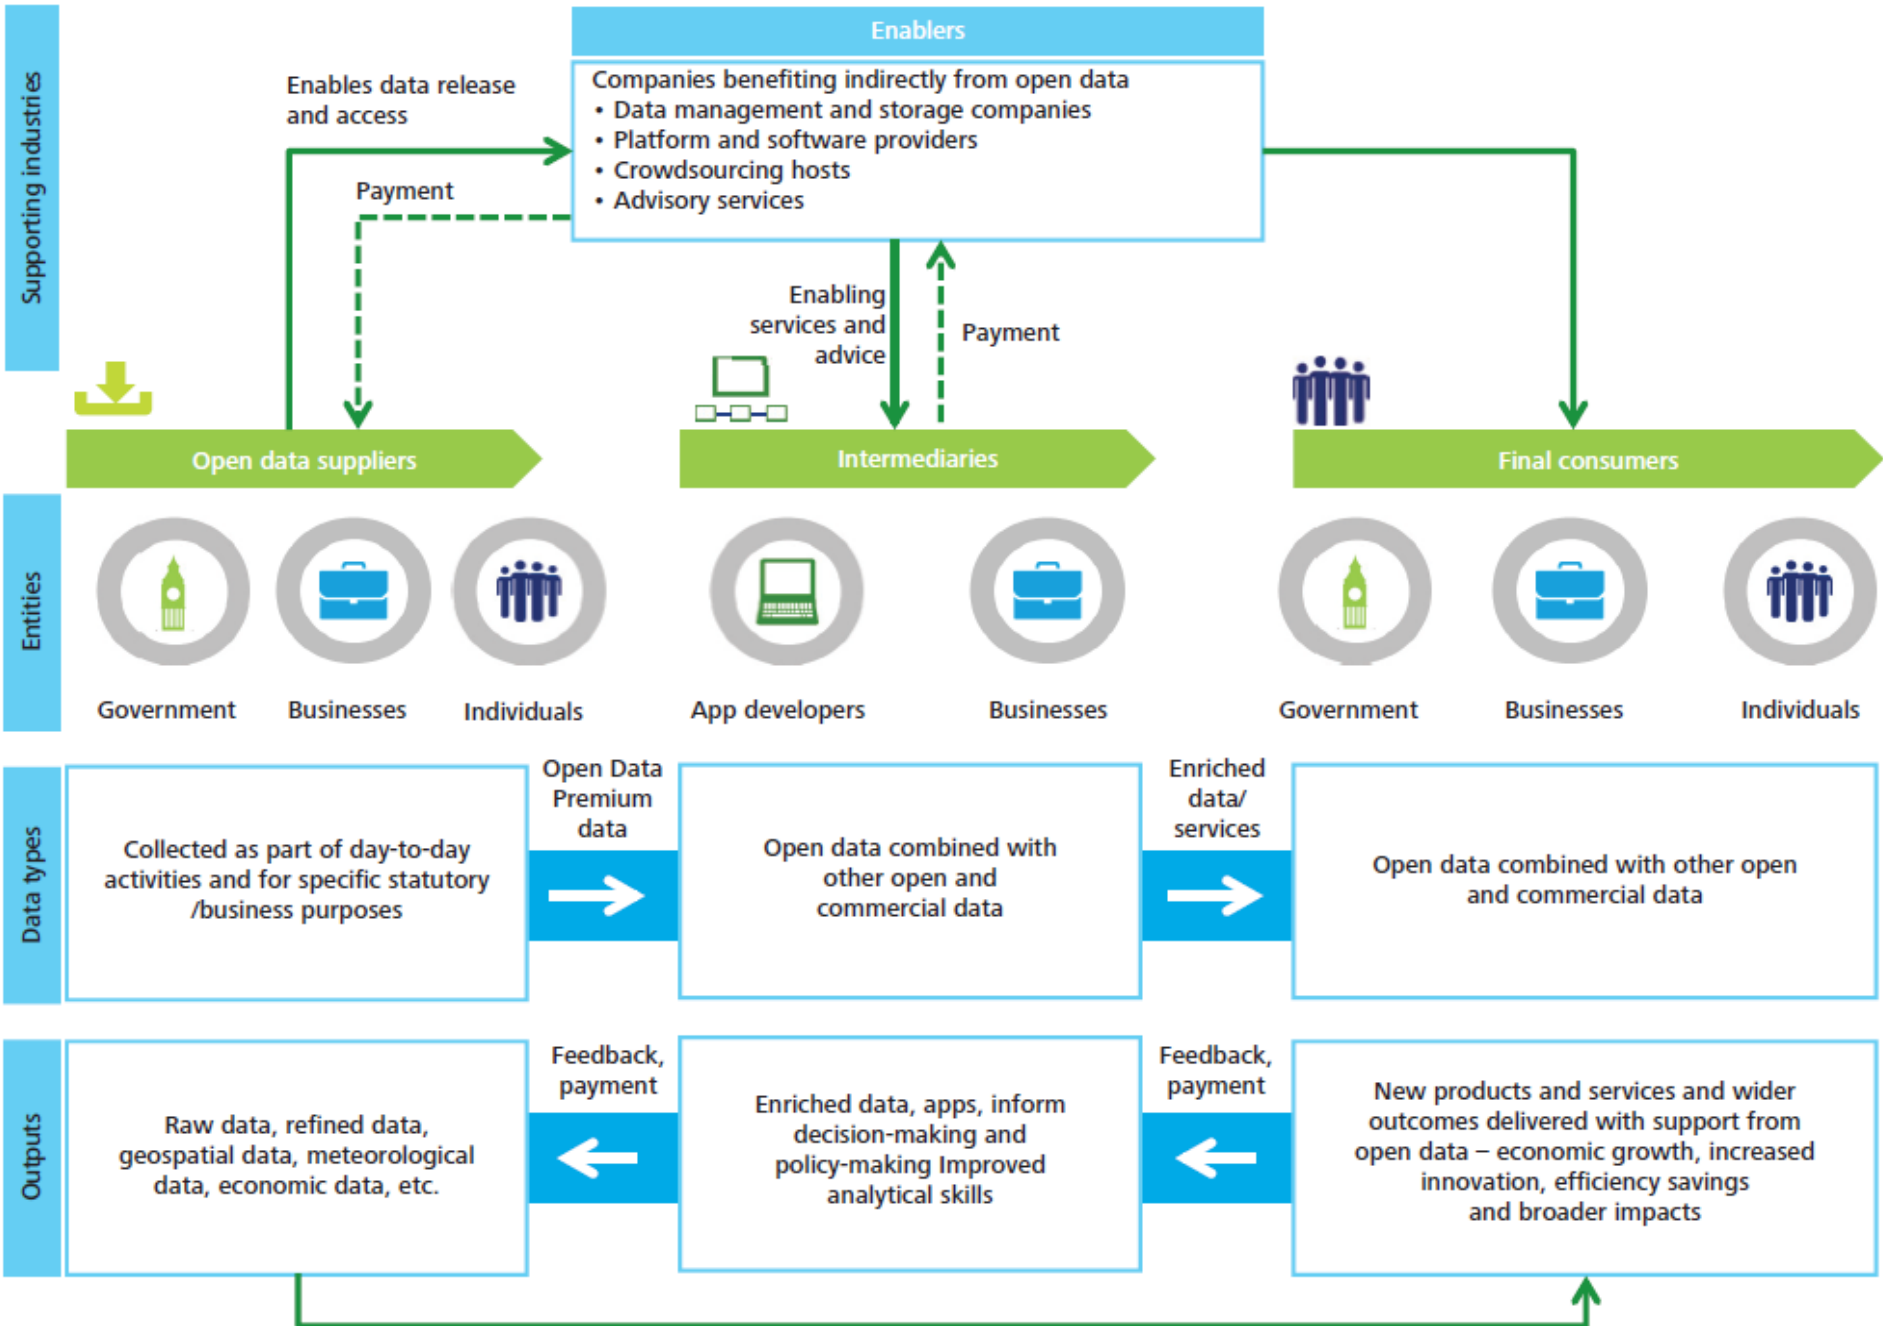 Supporting industries
Enablers
Companies benefiting indirectly from open data
• Data management and storage companies
• Platform and software providers
• Crowdsourcing hosts
• Advisory services
Enables data release
and access
Payment
Enabling
services and
advice
Payment
Open data suppliers
Intermediaries
Final consumers
Entities
Government
Businesses
Individuals
App developers
Businesses
Government
Businesses
Individuals
Data types
Collected as part of day-to-day
activities and for specific statutory
/business purposes
Open Data
Premium
data
Open data combined with
other open and
commercial data
Enriched
data/
services
Open data combined with other open
and commercial data
Outputs
Raw data, refined data,
geospatial data, meteorological
data, economic data, etc.
Feedback,
payment
Enriched data, apps, inform
decision-making and
policy-making Improved
analytical skills
Feedback,
payment
New products and services and wider
outcomes delivered with support from
open data – economic growth, increased
innovation, efficiency savings
and broader impacts